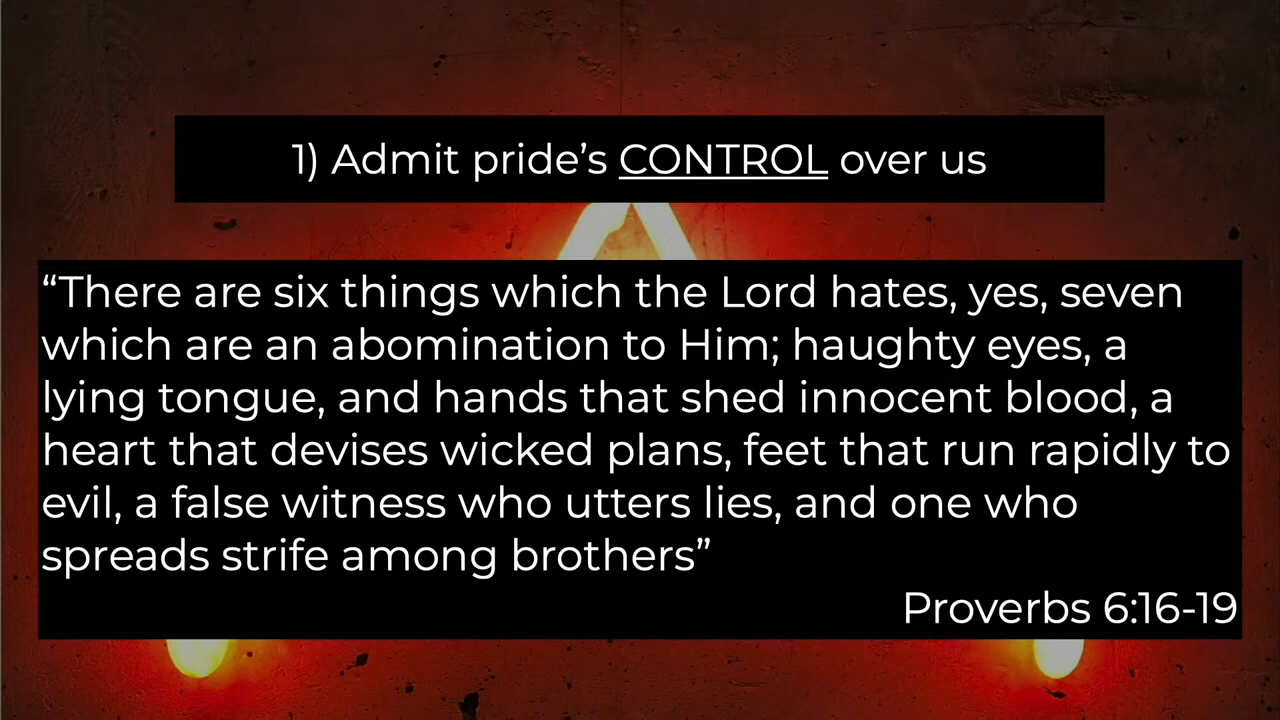 1) Admit pride’s CONTROL over us
“There are six things which the Lord hates, yes, seven
which are an abomination to Him; haughty eyes, a
lying tongue, and hands that shed innocent blood, a
heart that devises wicked plans, feet that run rapidly to
evil, a false witness who utters lies, and one who
spreads strife among brothers”
Proverbs 6:16-19